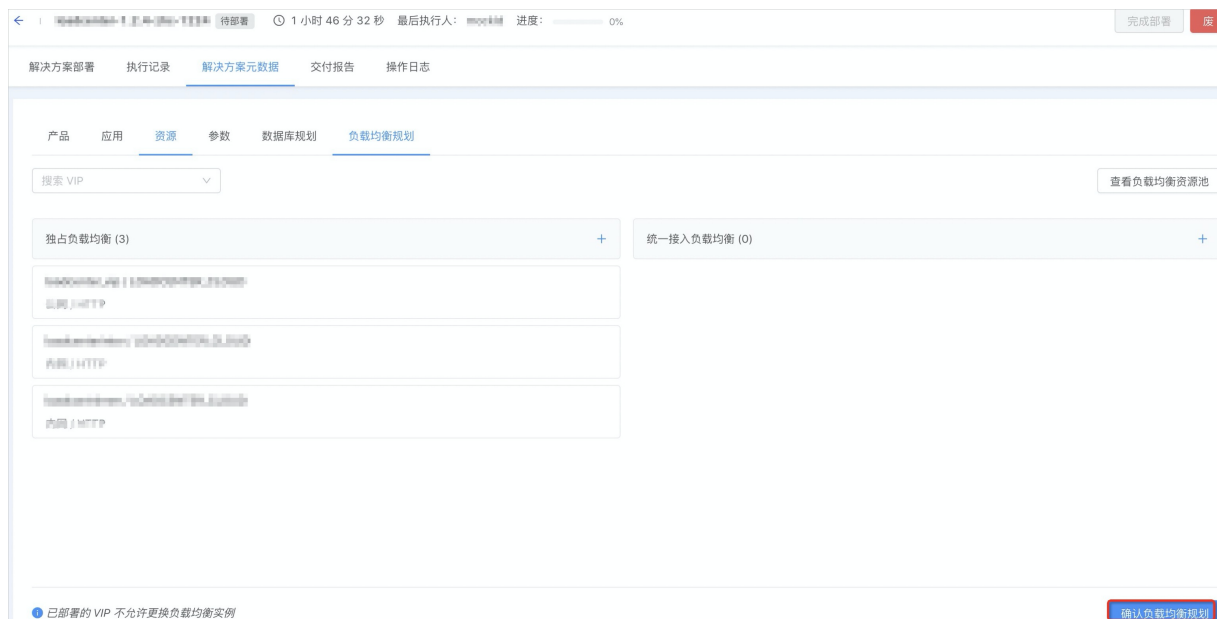 待部署 1 小时 46 分 32 秒 最后执行人： 进度： 0% 完成部署 废
解决方案部署 执行记录 解决方案元数据 交付报告 操作日志
产品 应用 资源 参数 数据库规划 负载均衡规划
搜索 VIP 查看负载均衡资源池
独占负载均衡 (3) + 统一接入负载均衡 (0) +
已部署的 VIP 不允许更换负载均衡实例 确认负载均衡规划